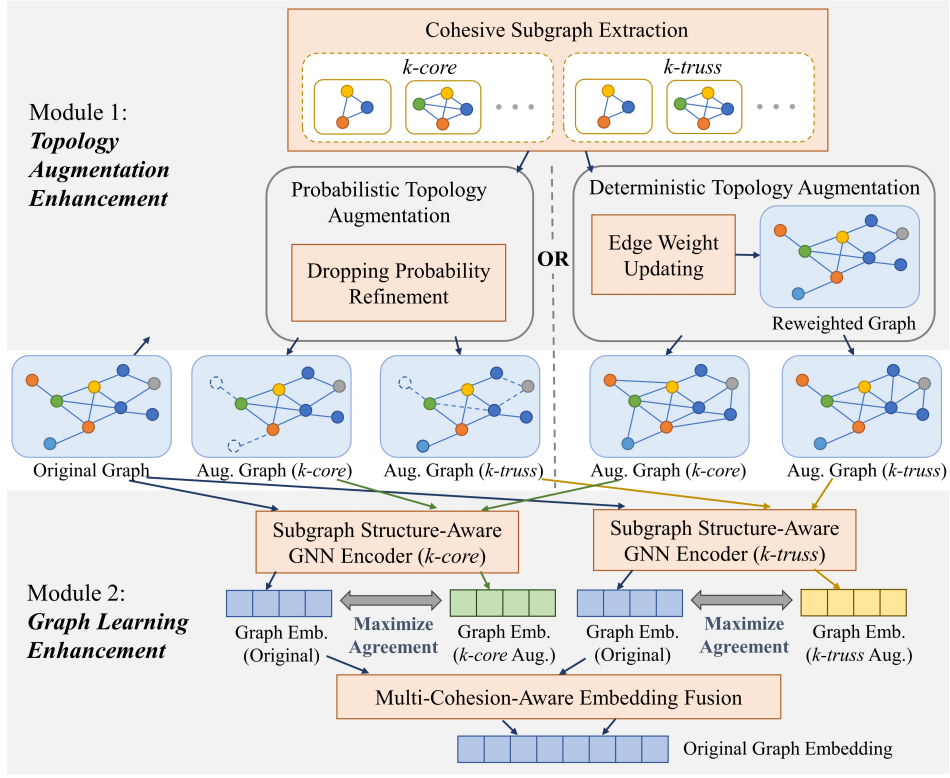 Cohesive Subgraph Extraction
k-core
k-truss
Module 1:
Topology
Augmentation
Enhancement
Probabilistic Topology
Augmentation
Dropping Probability
Refinement
OR
Deterministic Topology Augmentation
Edge Weight
Updating
Reweighted Graph
Original Graph
Aug. Graph (k-core)
Aug. Graph (k-truss)
Aug. Graph (k-core)
Aug. Graph (k-truss)
Module 2:
Graph Learning
Enhancement
Subgraph Structure-Aware
GNN Encoder (k-core)
Subgraph Structure-Aware
GNN Encoder (k-truss)
Graph Emb.
(Original)
Maximize
Agreement
Graph Emb.
(k-core Aug.)
Graph Emb.
(Original)
Maximize
Agreement
Graph Emb.
(k-truss Aug.)
Multi-Cohesion-Aware Embedding Fusion
Original Graph Embedding